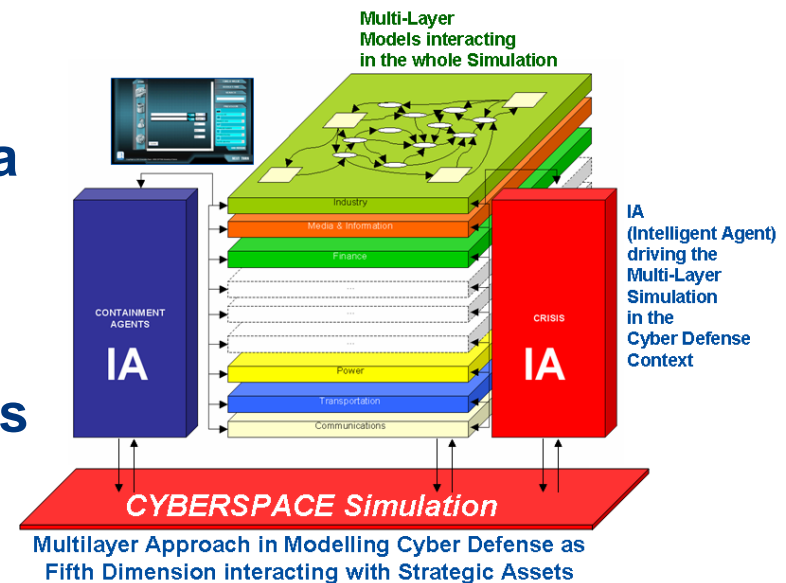 Multi-Layer
Models interacting
in the whole Simulation
a
Industry
Media & Information
Finance
...
...
...
Power
Transportation
Communications
CONTAINMENT
AGENTS
IA
CRISIS
IA
IA
(Intelligent Agent)
driving the
Multi-Layer
Simulation
in the
Cyber Defense
Context
s
CYBERSPACE Simulation
Multilayer Approach in Modelling Cyber Defense as
Fifth Dimension interacting with Strategic Assets